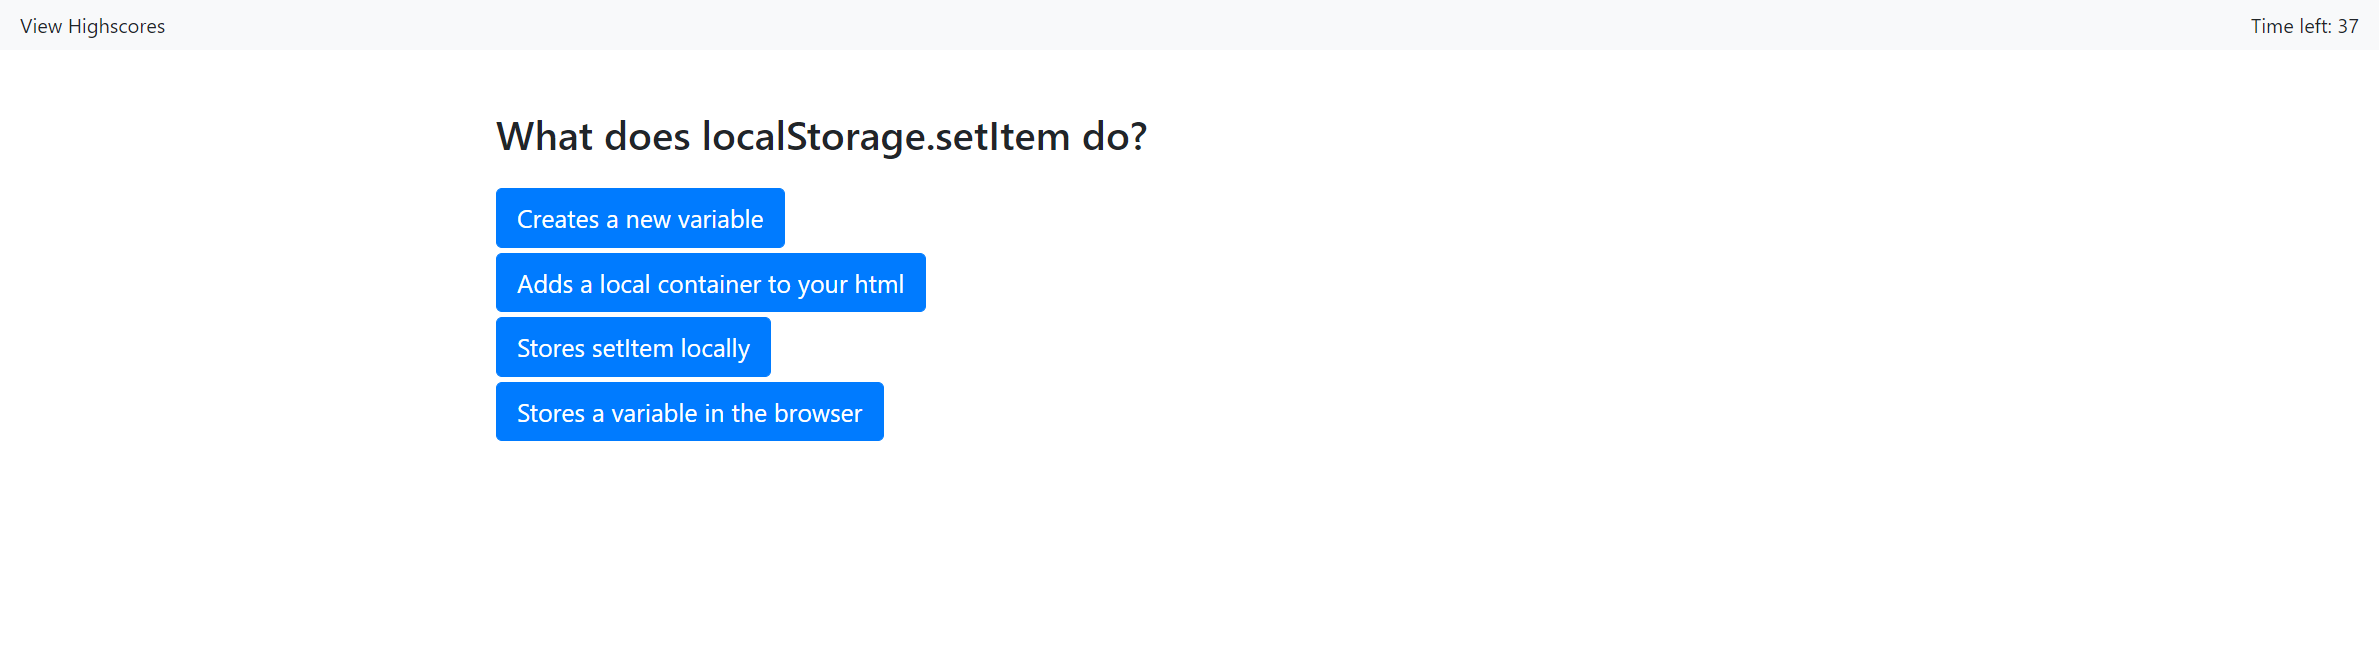 View Highscores
Time left: 37
What does localStorage.setItem do?
Creates a new variable
Adds a local container to your html
Stores setItem locally
Stores a variable in the browser